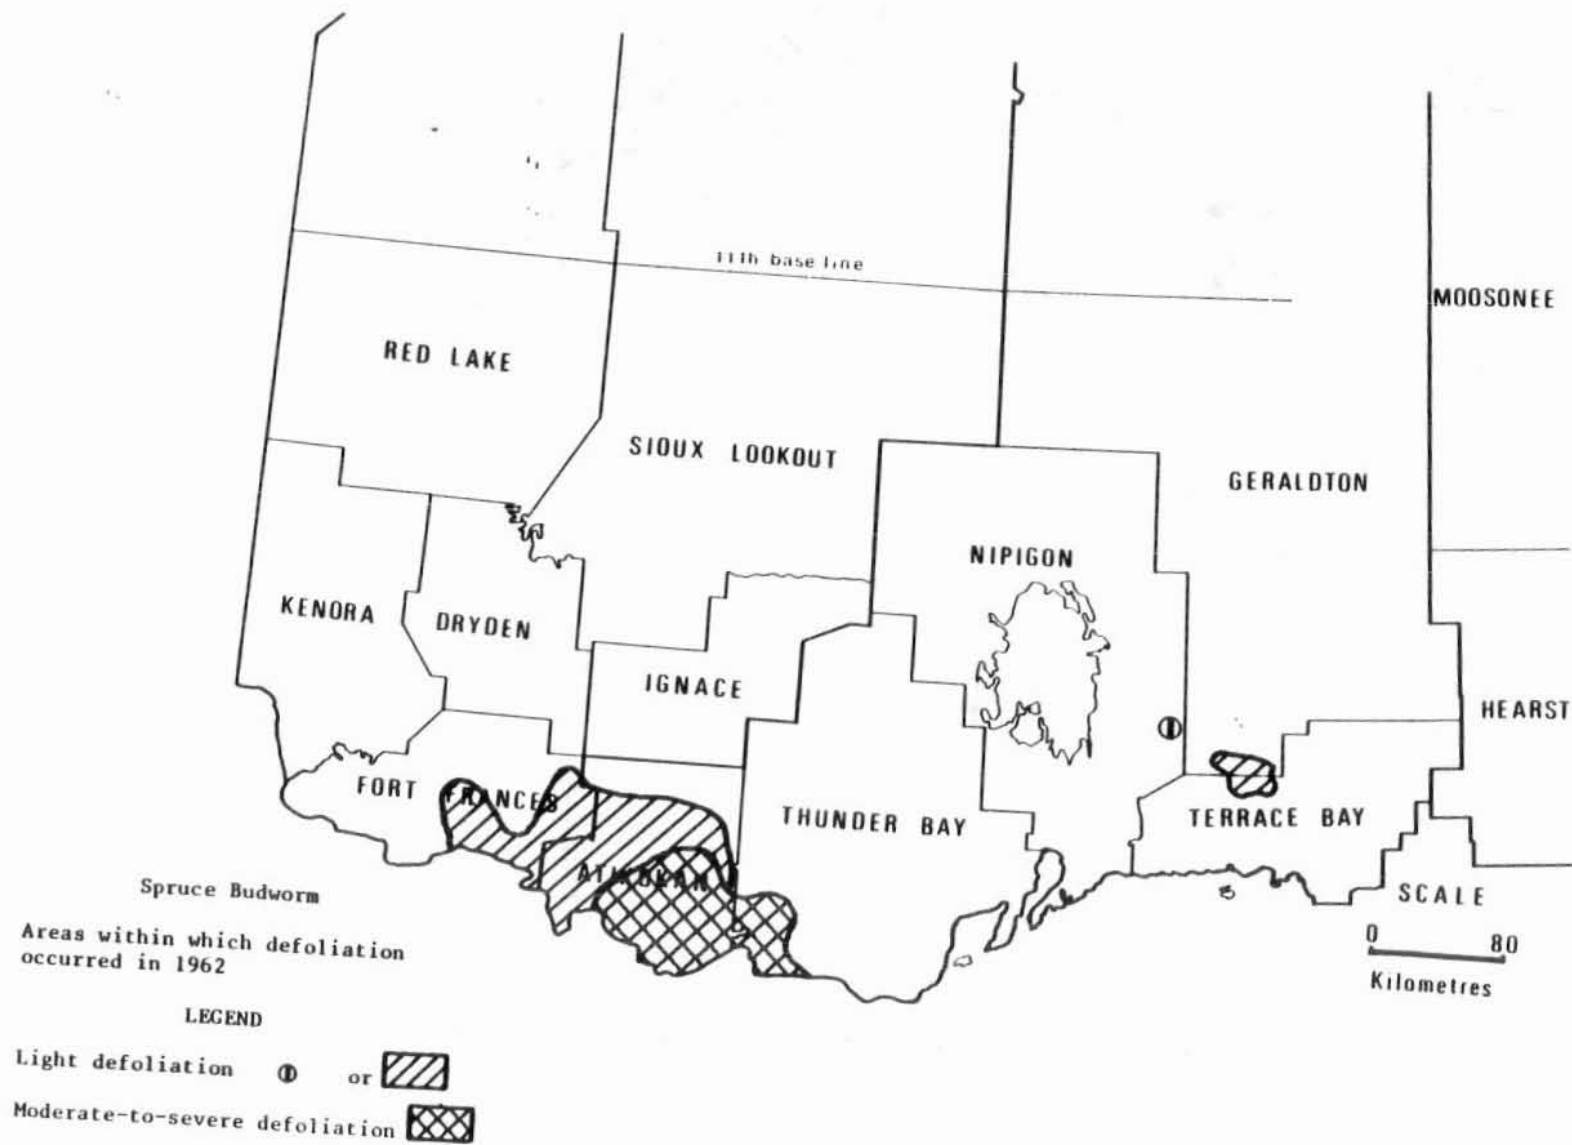 11th base line
MOOSONEE
RED LAKE
SIOUX LOOKOUT
GERALDTON
NIPIGON
KENORA
DRYDEN
IGNACE
HEARST
FORT FRANCES
THUNDER BAY
TERRACE BAY
ATIKOKAN
SCALE
0 80
Kilometres
Spruce Budworm
Areas within which defoliation
occurred in 1962
LEGEND
Light defoliation or
Moderate-to-severe defoliation